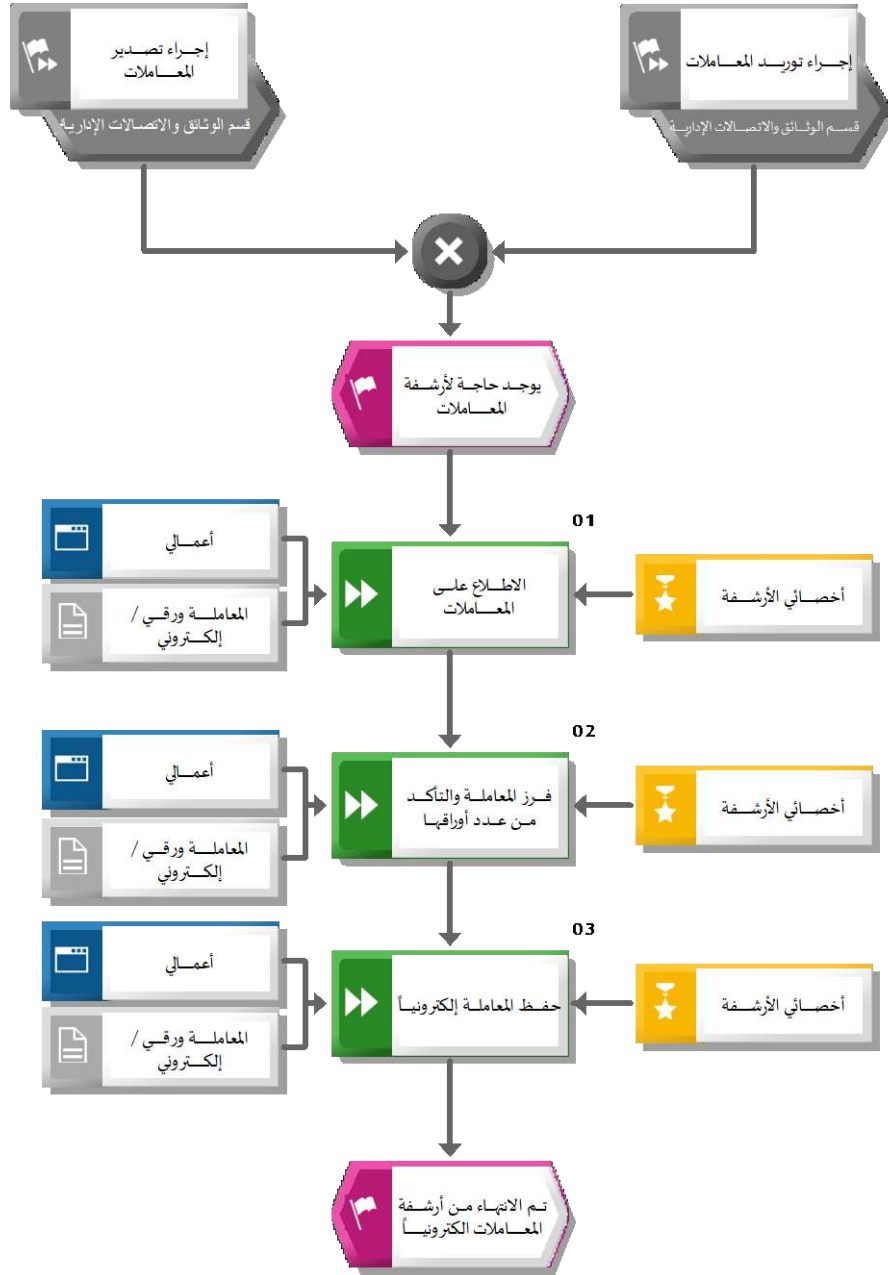 إجراء توريد المعاملات
قسم الوثائق والاتصالات الإدارية
إجراء تصدير
المعاملات
قسم الوثائق والاتصالات الإدارية
يوجد حاجة لأرشفة
المعاملات
01
أخصائي الأرشفة
الاطلاع على
المعاملات
أعمالي
المعاملة ورقي /
إلكتروني
02
أخصائي الأرشفة
فرز المعاملة والتأكد
من عدد أوراقها
أعمالي
المعاملة ورقي /
إلكتروني
03
أخصائي الأرشفة
حفظ المعاملة إلكترونياً
أعمالي
المعاملة ورقي /
إلكتروني
تم الانتهاء من أرشفة
المعاملات الكترونياً